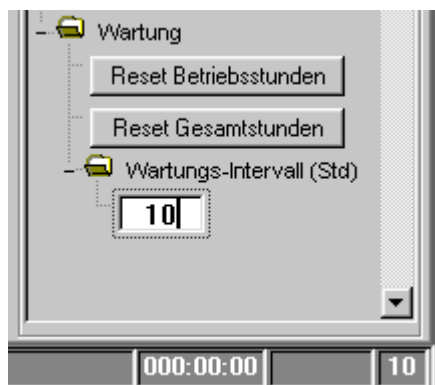 Wartung
Reset Betriebsstunden
Reset Gesamtstunden
Wartungs-Intervall (Std)
10
000:00:00 10